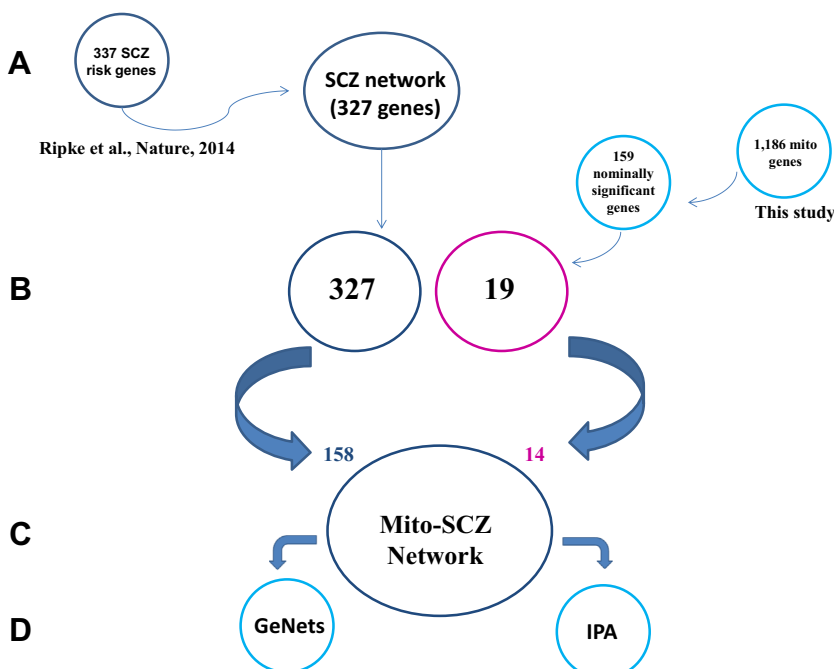 A
337 SCZ
risk genes
SCZ network
(327 genes)
Ripke et al., Nature, 2014
159
nominally
significant
genes
1,186 mito
genes
This study
B
327
19
158
14
C
Mito-SCZ
Network
D
GeNets
IPA